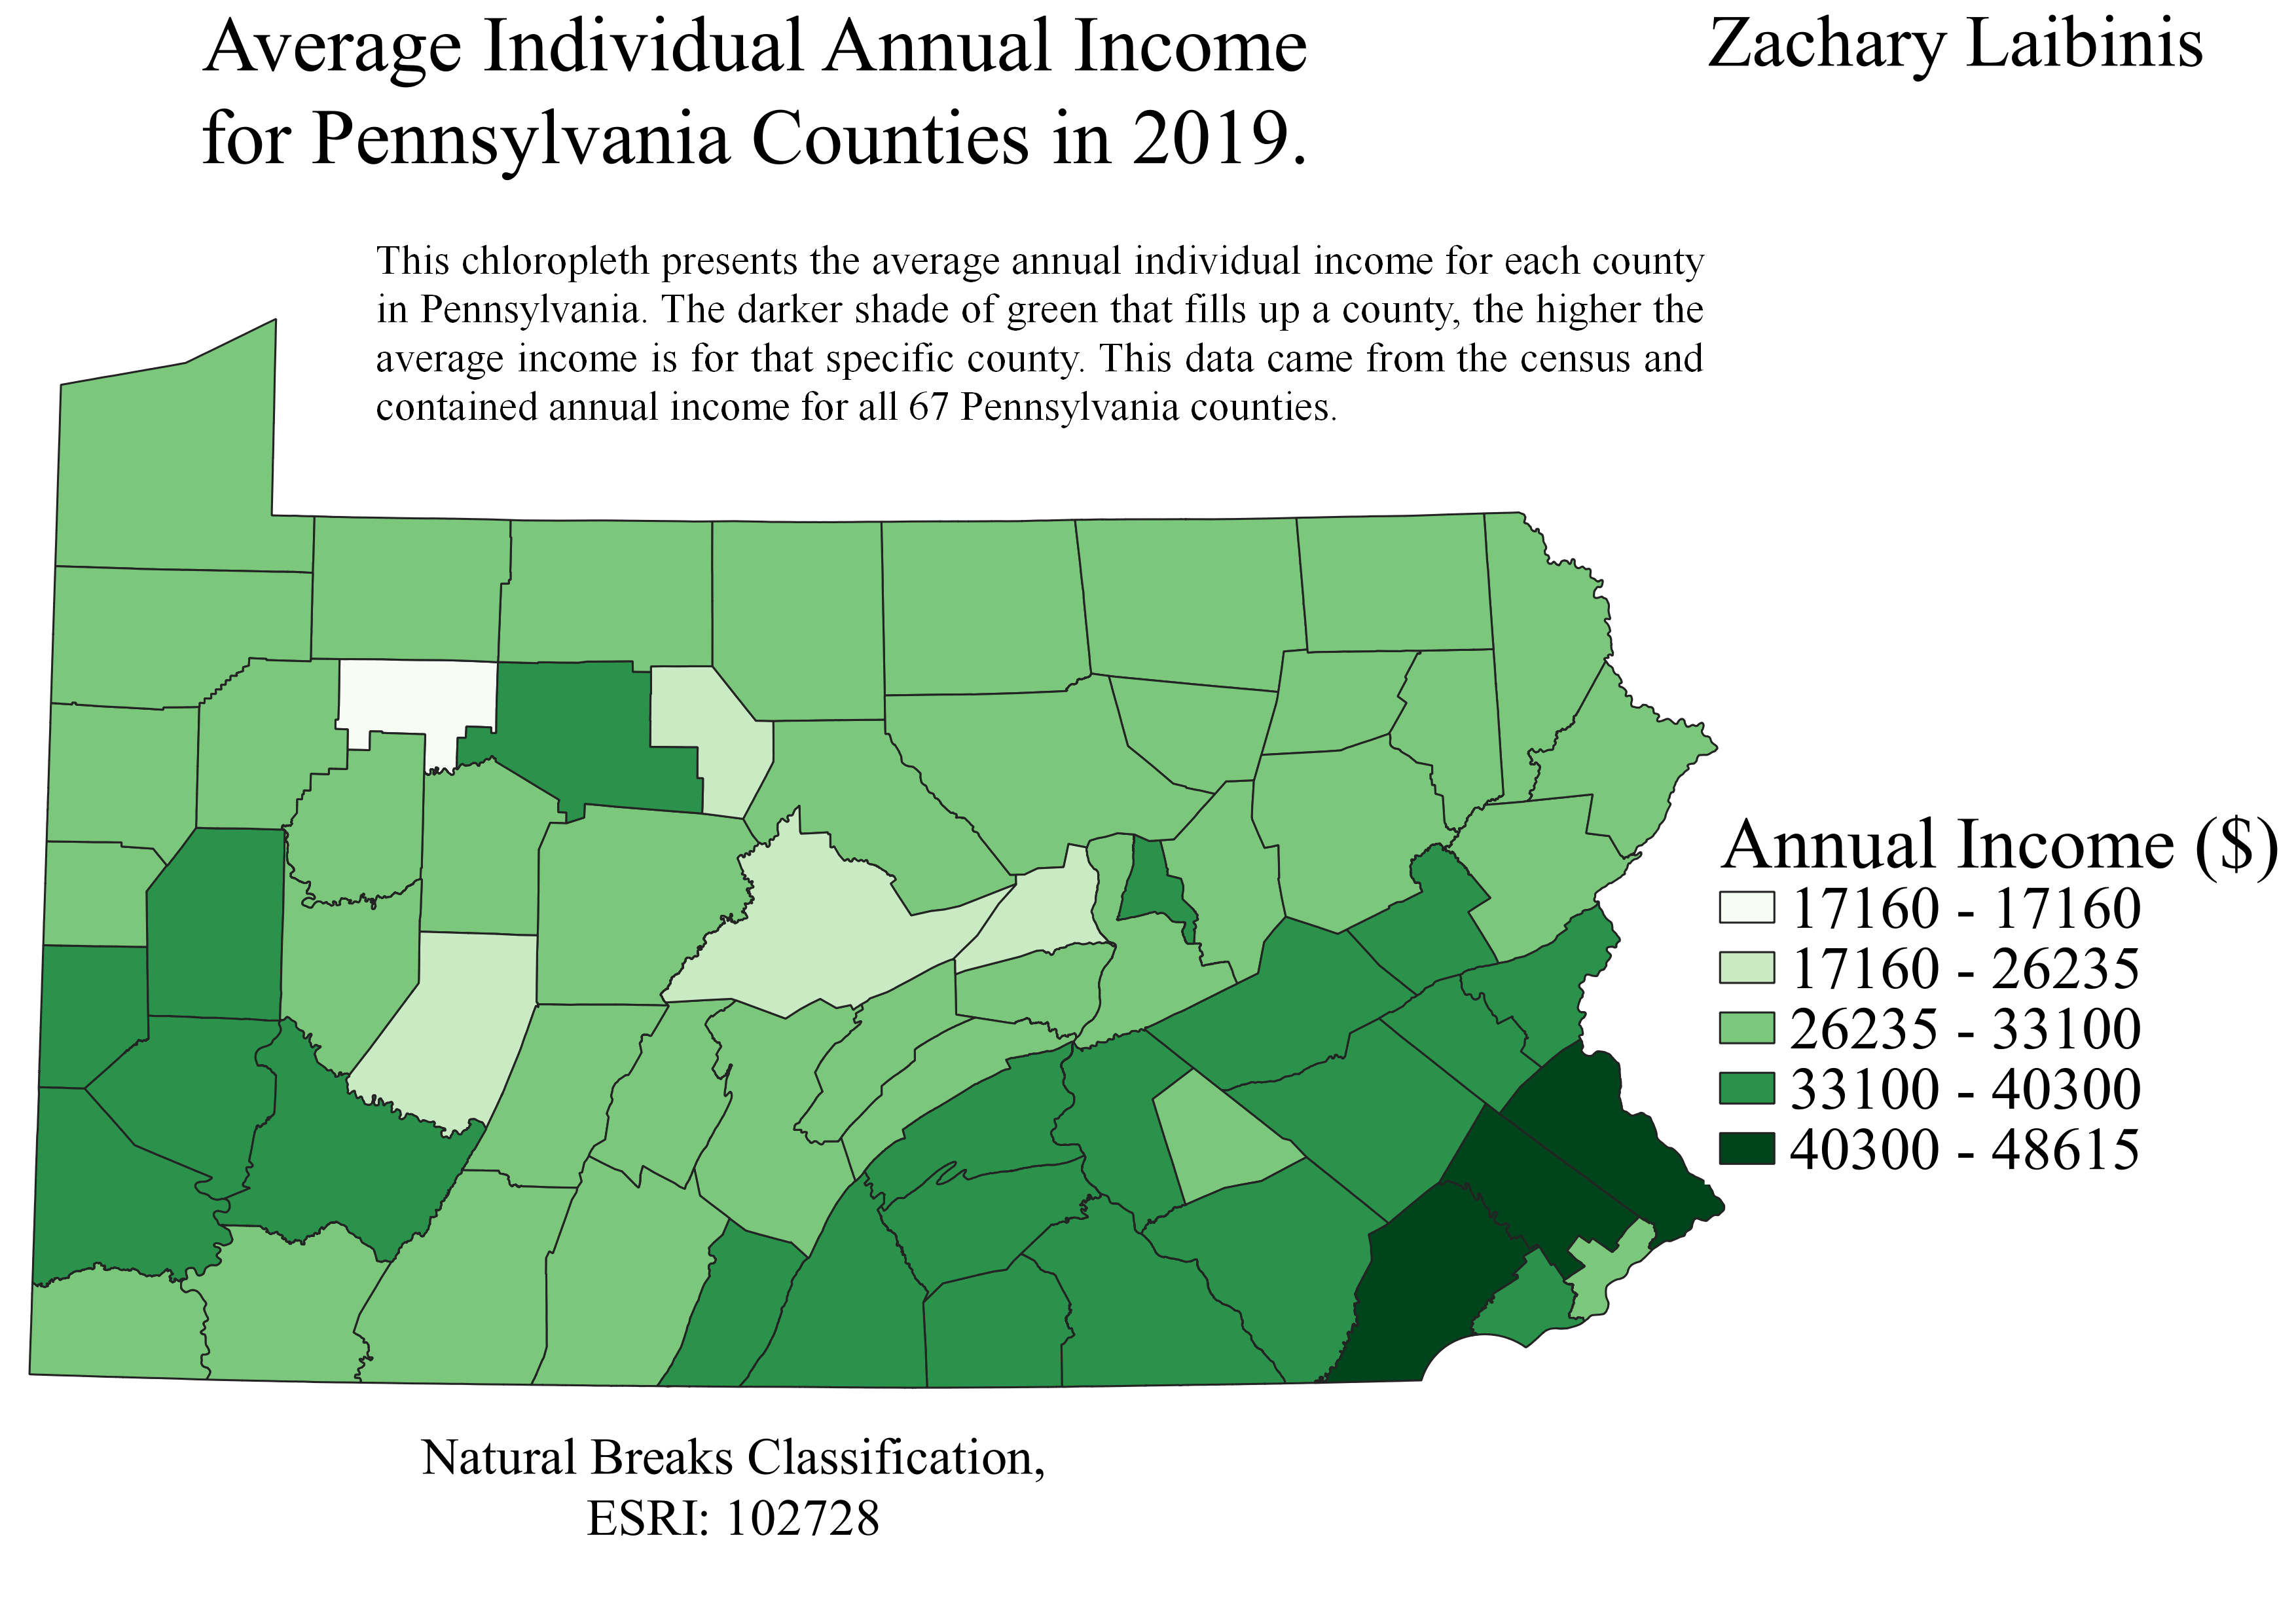 Average Individual Annual Income
for Pennsylvania Counties in 2019.
Zachary Laibinis
This chloropleth presents the average annual individual income for each county
in Pennsylvania. The darker shade of green that fills up a county, the higher the
average income is for that specific county. This data came from the census and
contained annual income for all 67 Pennsylvania counties.
Annual Income ($)
17160 - 17160
17160 - 26235
26235 - 33100
33100 - 40300
40300 - 48615
Natural Breaks Classification,
ESRI: 102728